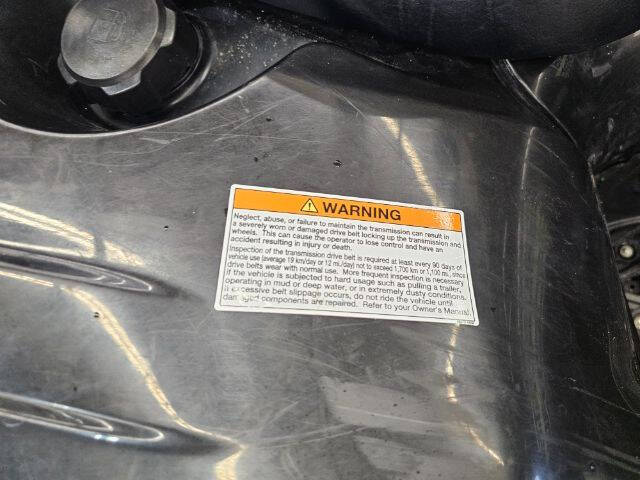 WARNING
Neglect, abuse, or failure to maintain the transmission can result in
a severely worn or damaged drive belt locking up the transmission and
wheels. This can cause the operator to lose control and have an
accident resulting in injury or death.
Inspection of the transmission drive belt is required at least every 90 days of
vehicle use (average 19 km/day or 12 mi./day) not to exceed 1,700 km or 1,100 mi., since
drive belts wear with normal use. More frequent inspection is necessary
if the vehicle is subjected to hard usage such as pulling a trailer,
operating in mud or deep water, or in extremely dusty conditions.
If excessive belt slippage occurs, do not ride the vehicle until
damaged components are repaired. Refer to your Owner's Manual.